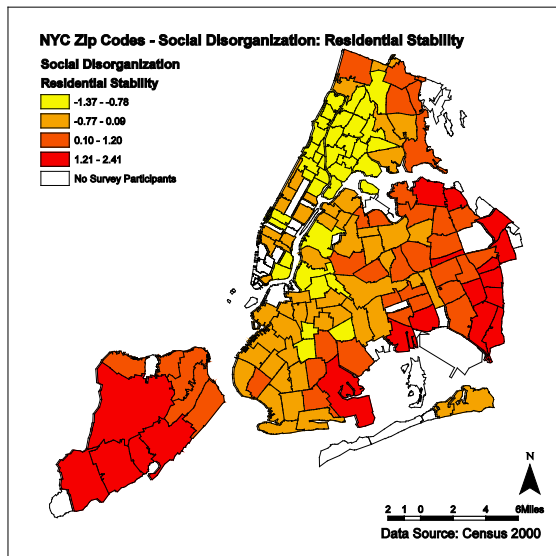 NYC Zip Codes - Social Disorganization: Residential Stability
Social Disorganization
Residential Stability
-1.37 - -0.78
-0.77 - 0.09
0.10 - 1.20
1.21 - 2.41
No Survey Participants
N
2 1 0 2 4 6Miles
Data Source: Census 2000